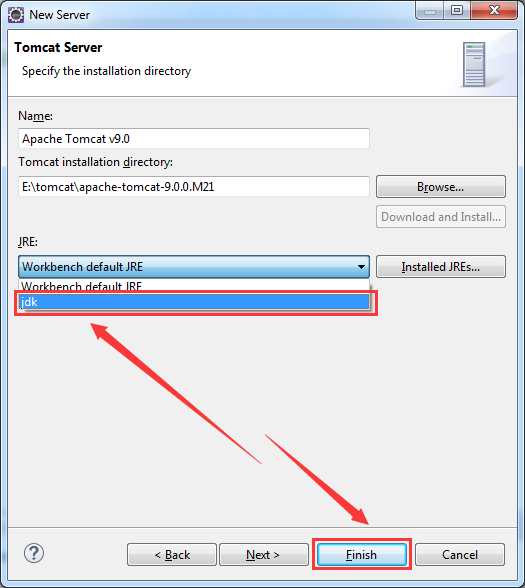 New Server
Tomcat Server
Specify the installation directory
Name:
Apache Tomcat v9.0
Tomcat installation directory:
E:\tomcat\apache-tomcat-9.0.0.M21
Browse...
Download and Install...
JRE:
Workbench default JRE
Installed JREs...
Workbench default JRE
jdk
?
< Back
Next >
Finish
Cancel